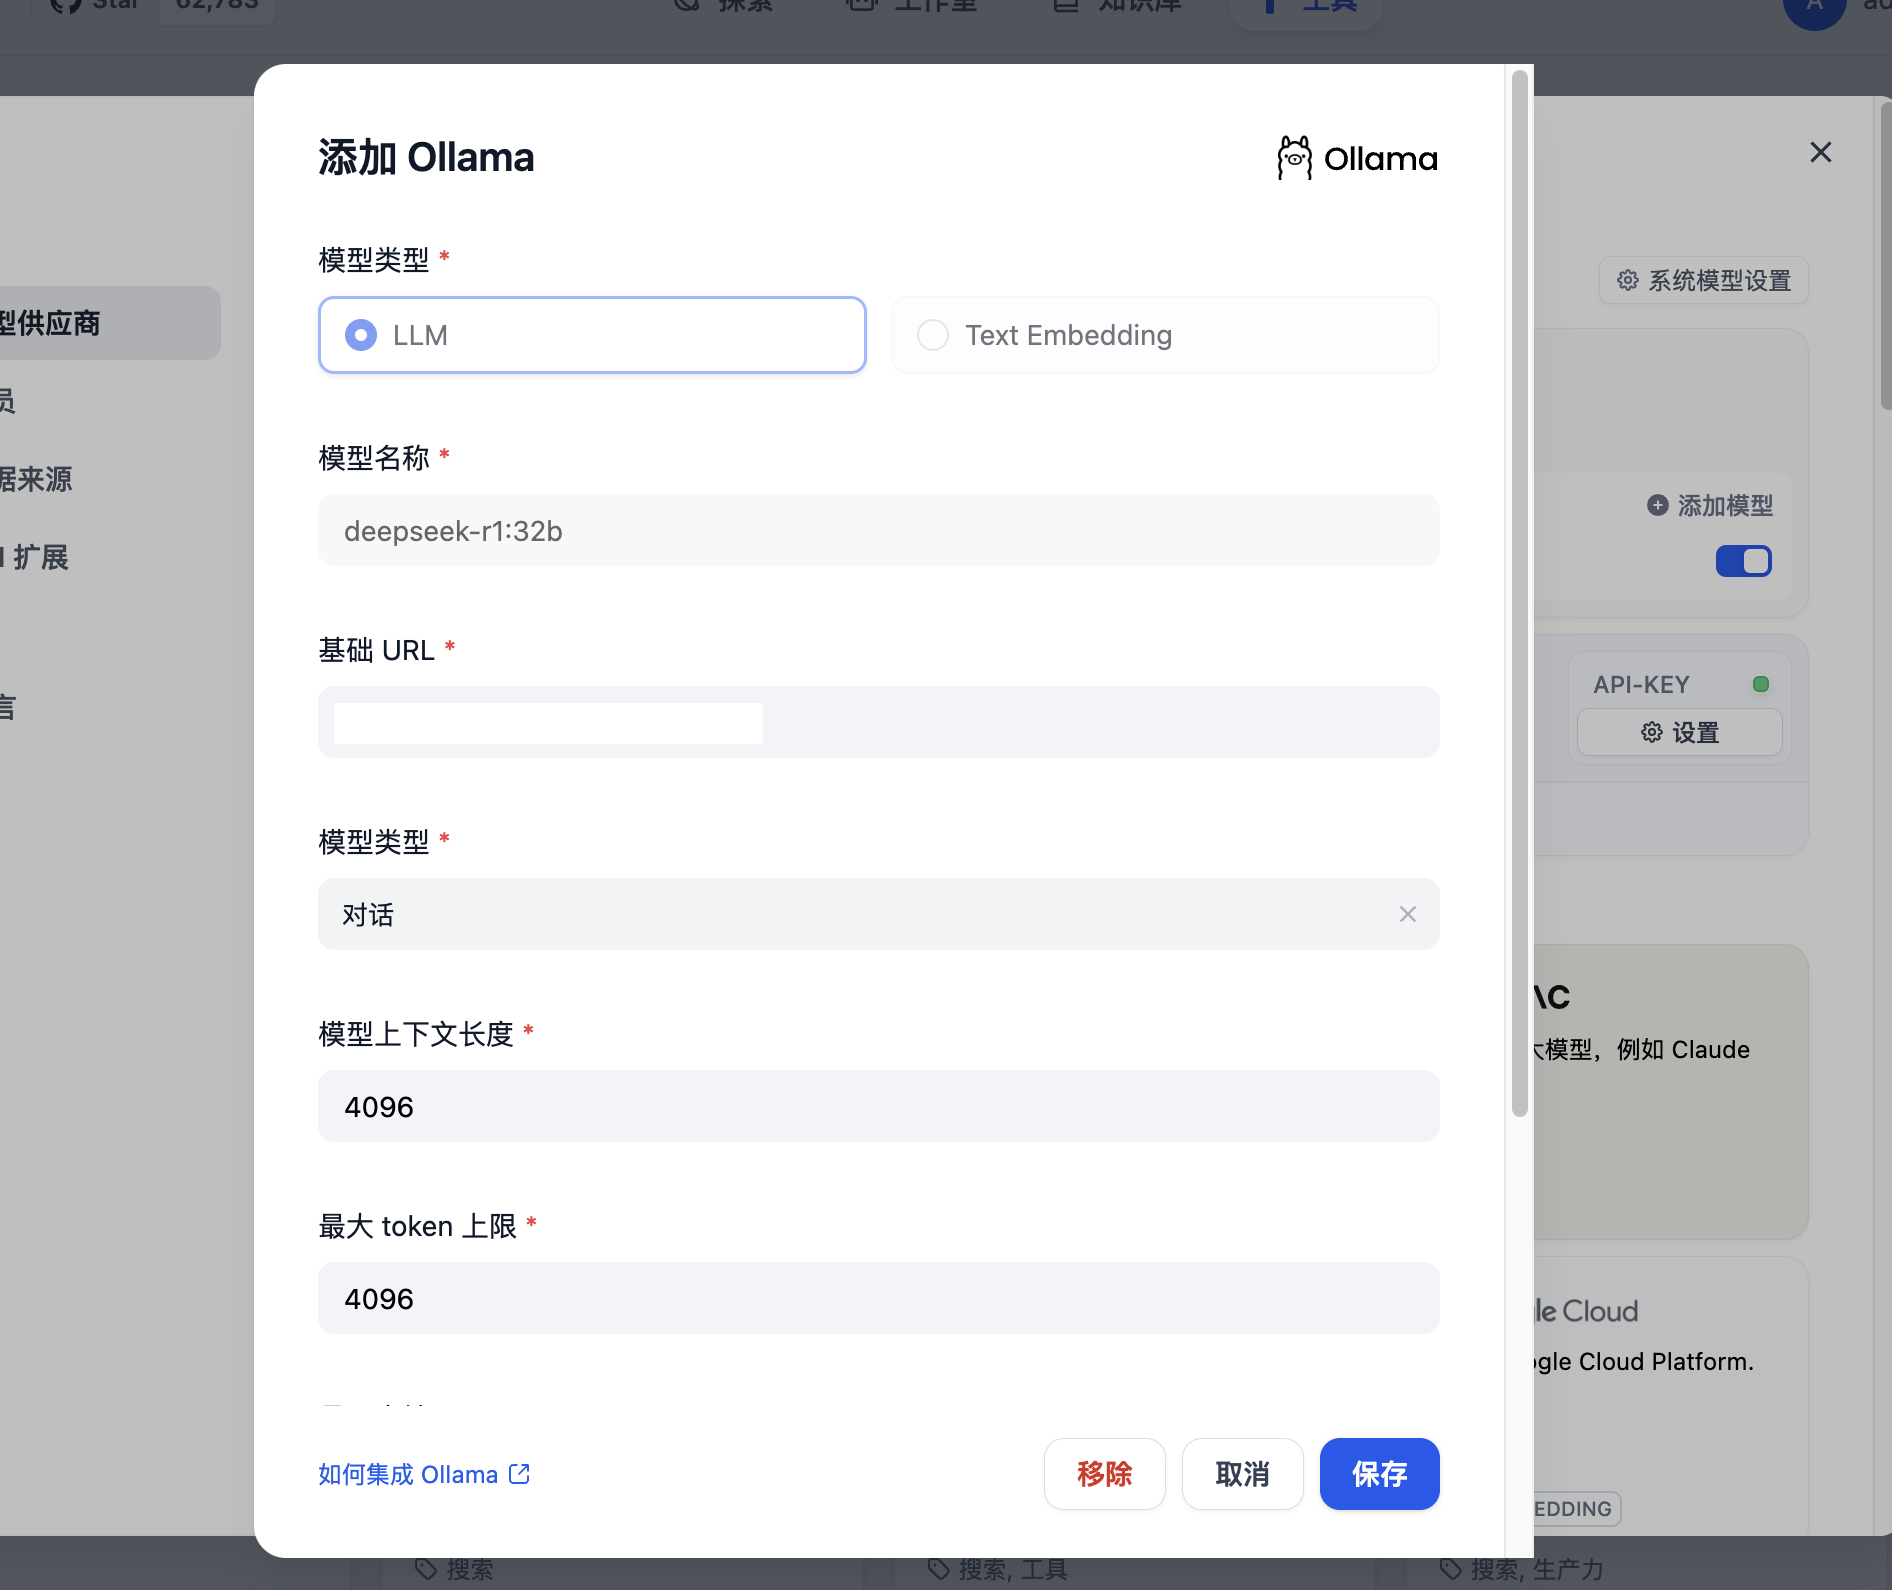 Star 62,783 探索 工作室 知识库 工具
添加 Ollama
Ollama
模型类型 *
LLM
Text Embedding
模型名称 *
deepseek-r1:32b
基础 URL *
模型类型 *
对话
模型上下文长度 *
4096
最大 token 上限 *
4096
如何集成 Ollama
移除
取消
保存
型供应商
员
据来源
扩展
言
系统模型设置
添加模型
API-KEY
设置
大模型，例如 Claude
le Cloud
ogle Cloud Platform.
EDDING
搜索
搜索, 工具
搜索, 生产力